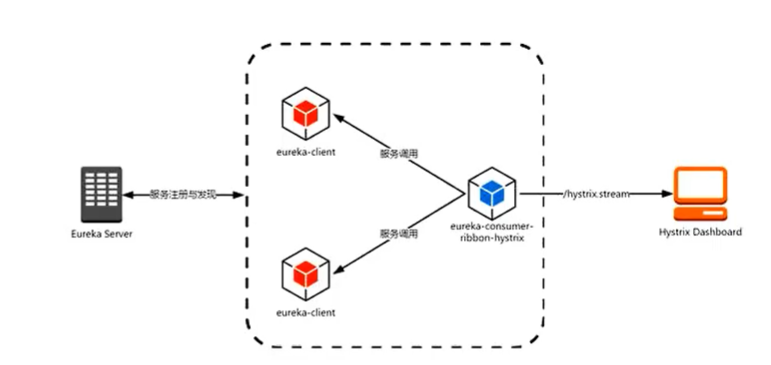 eureka-client
服务调用
服务注册与发现
/hystrix.stream
Eureka Server
eureka-consumer-
ribbon-hystrix
Hystrix Dashboard
服务调用
eureka-client